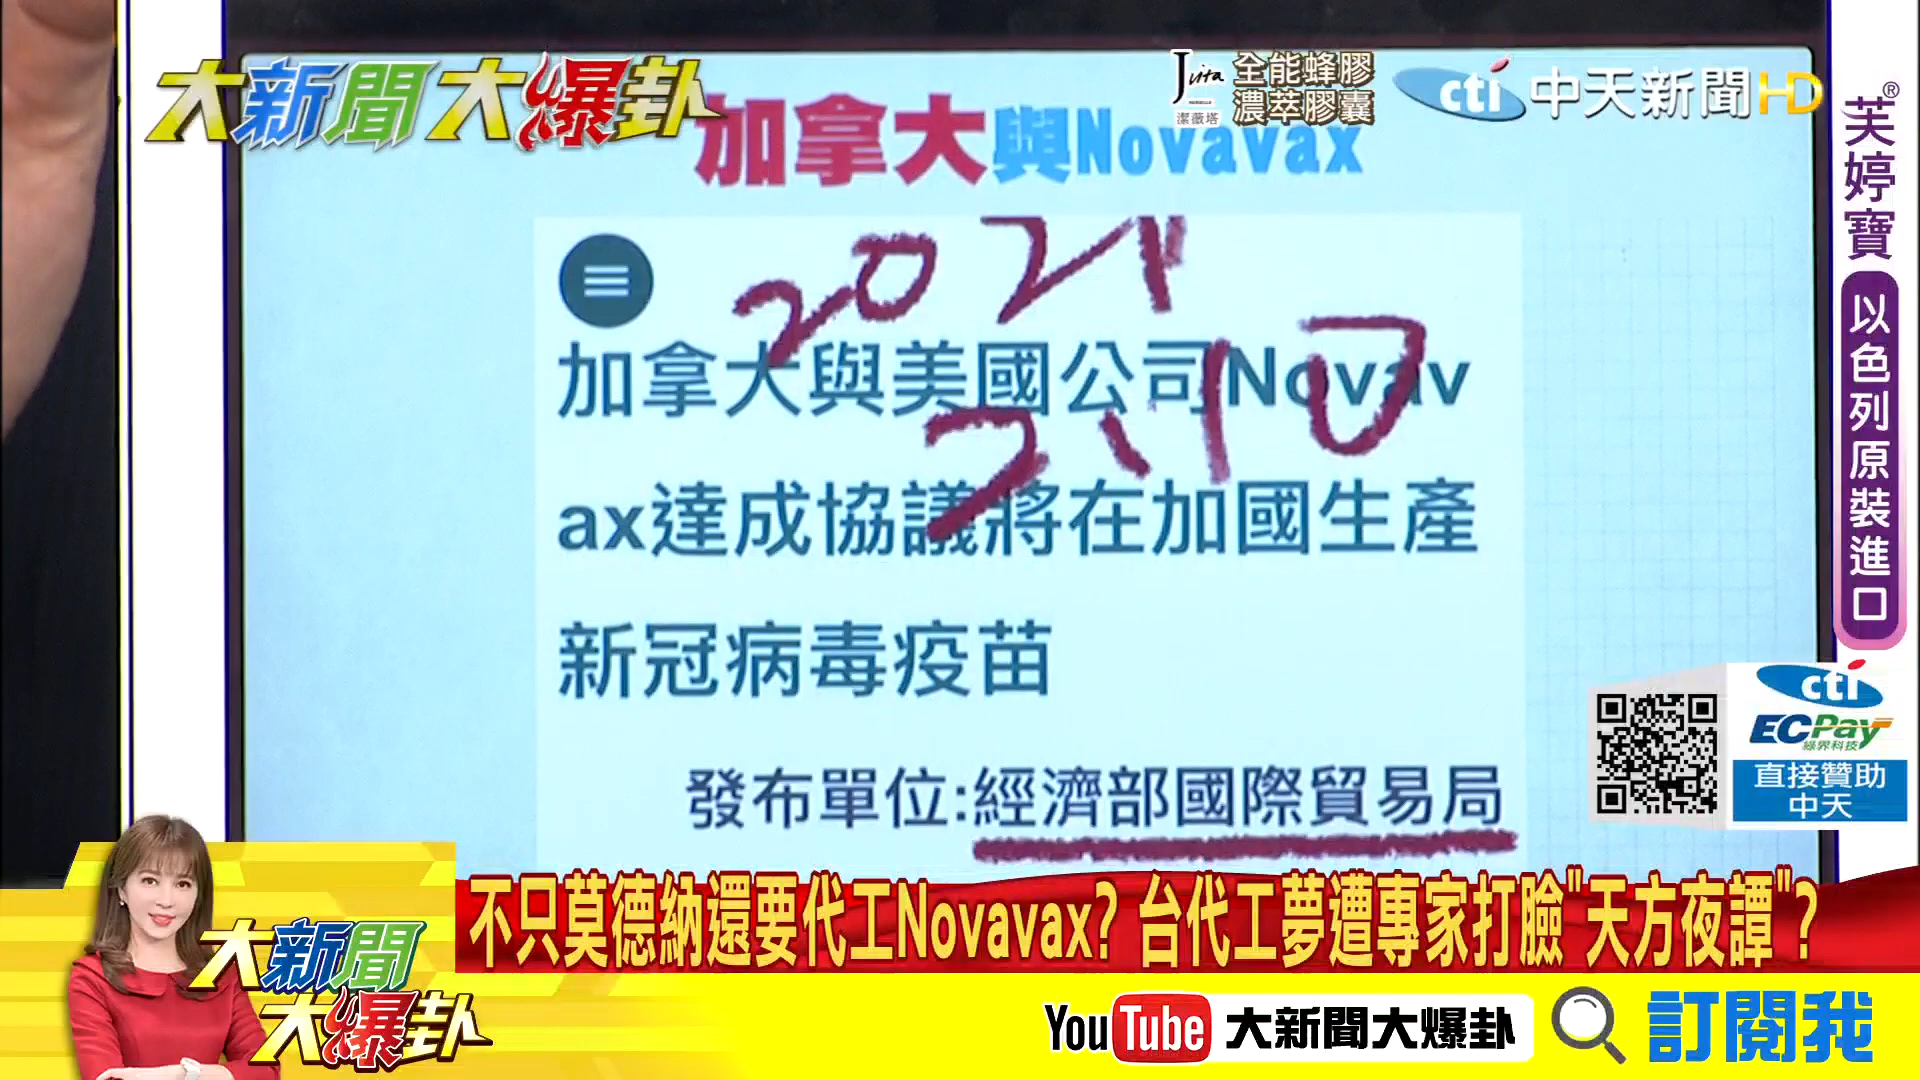 大新聞大爆卦
Jvita
潔薇塔
全能蜂膠
濃萃膠囊
cti 中天新聞HD
加拿大與Novavax
2021
2、10
加拿大與美國公司Novav
ax達成協議將在加國生產
新冠病毒疫苗
發布單位:經濟部國際貿易局
芙婷寶®
以色列原裝進口
cti
ECPay
綠界科技
直接贊助
中天
不只莫德納還要代工Novavax? 台代工夢遭專家打臉"天方夜譚"?
大新聞
大爆卦
YouTube 大新聞大爆卦 訂閱我